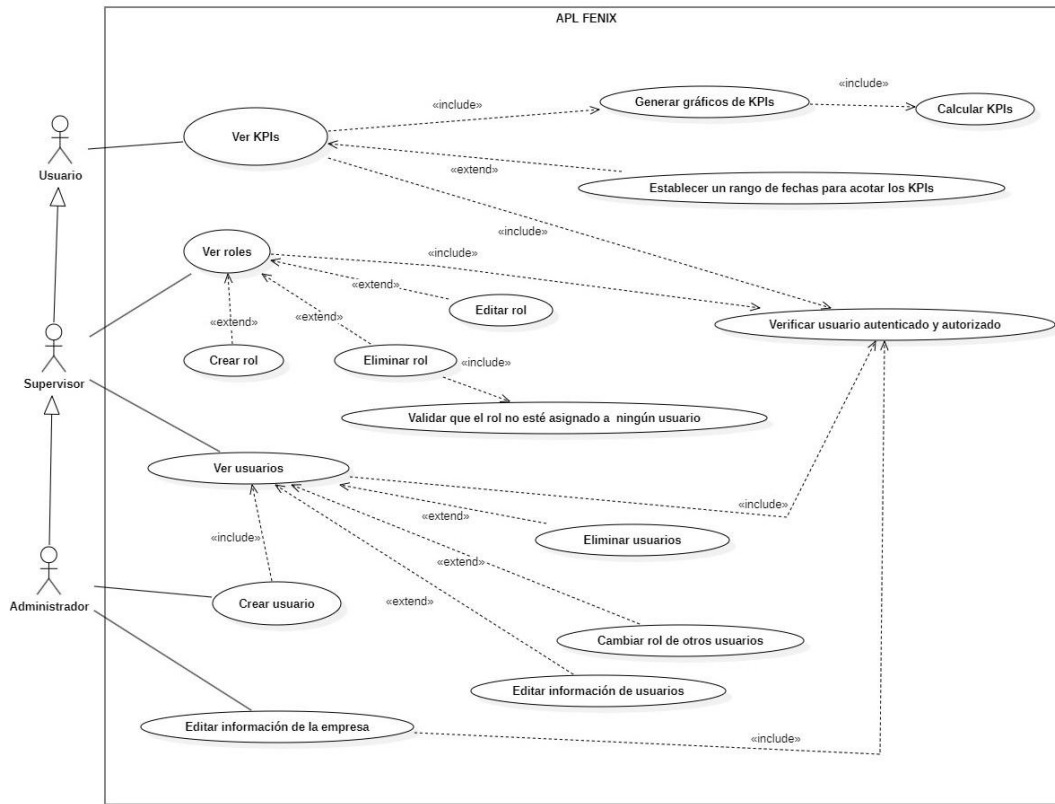 APL FENIX
«include»
Generar gráficos de KPIs
«include»
Calcular KPIs
Ver KPIs
Usuario
«extend»
Establecer un rango de fechas para acotar los KPIs
«include»
Ver roles
«include»
«extend»
Editar rol
Verificar usuario autenticado y autorizado
«extend»
«extend»
Crear rol
Eliminar rol
«include»
Supervisor
Validar que el rol no esté asignado a ningún usuario
Ver usuarios
«include»
«extend»
Eliminar usuarios
«include»
«extend»
Administrador
Crear usuario
«extend»
Cambiar rol de otros usuarios
Editar información de usuarios
Editar información de la empresa
«include»